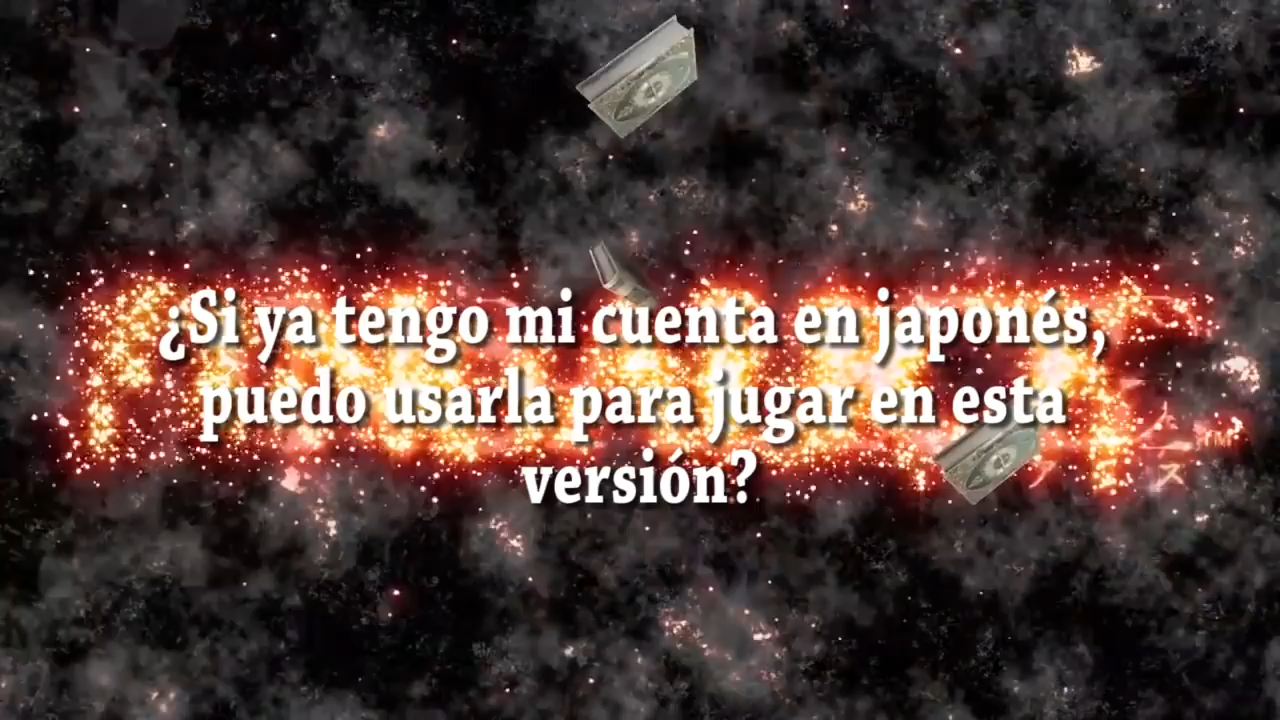 ¿Si ya tengo mi cuenta en japonés,
puedo usarla para jugar en esta
versión?